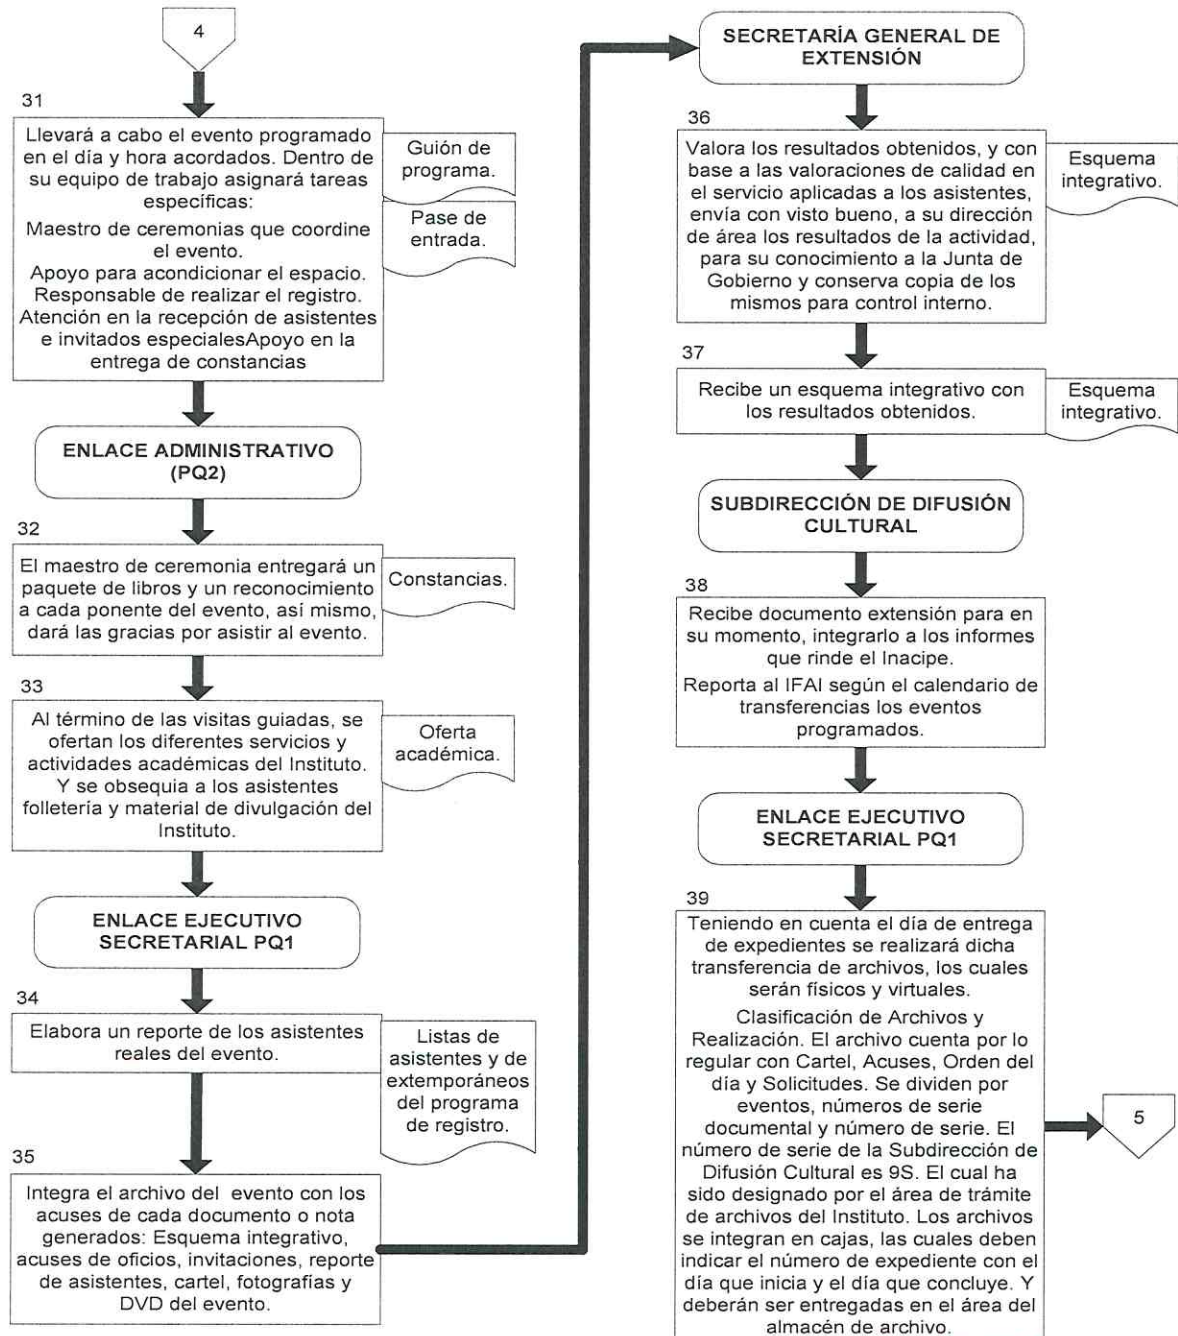 4
31
Llevará a cabo el evento programado
en el día y hora acordados. Dentro de
su equipo de trabajo asignará tareas
específicas:
Maestro de ceremonias que coordine
el evento.
Apoyo para acondicionar el espacio.
Responsable de realizar el registro.
Atención en la recepción de asistentes
e invitados especialesApoyo en la
entrega de constancias
Guión de
programa.
Pase de
entrada.
ENLACE ADMINISTRATIVO
(PQ2)
32
El maestro de ceremonia entregará un
paquete de libros y un reconocimiento
a cada ponente del evento, así mismo,
dará las gracias por asistir al evento.
Constancias.
33
Al término de las visitas guiadas, se
ofertan los diferentes servicios y
actividades académicas del Instituto.
Y se obsequia a los asistentes
folletería y material de divulgación del
Instituto.
Oferta
académica.
ENLACE EJECUTIVO
SECRETARIAL PQ1
34
Elabora un reporte de los asistentes
reales del evento.
Listas de
asistentes y de
extemporáneos
del programa
de registro.
35
Integra el archivo del evento con los
acuses de cada documento o nota
generados: Esquema integrativo,
acuses de oficios, invitaciones, reporte
de asistentes, cartel, fotografías y
DVD del evento.
SECRETARÍA GENERAL DE
EXTENSIÓN
36
Valora los resultados obtenidos, y con
base a las valoraciones de calidad en
el servicio aplicadas a los asistentes,
envía con visto bueno, a su dirección
de área los resultados de la actividad,
para su conocimiento a la Junta de
Gobierno y conserva copia de los
mismos para control interno.
Esquema
integrativo.
37
Recibe un esquema integrativo con
los resultados obtenidos.
Esquema
integrativo.
SUBDIRECCIÓN DE DIFUSIÓN
CULTURAL
38
Recibe documento extensión para en
su momento, integrarlo a los informes
que rinde el Inacipe.
Reporta al IFAI según el calendario de
transferencias los eventos
programados.
ENLACE EJECUTIVO
SECRETARIAL PQ1
39
Teniendo en cuenta el día de entrega
de expedientes se realizará dicha
transferencia de archivos, los cuales
serán físicos y virtuales.
Clasificación de Archivos y
Realización. El archivo cuenta por lo
regular con Cartel, Acuses, Orden del
día y Solicitudes. Se dividen por
eventos, números de serie
documental y número de serie. El
número de serie de la Subdirección de
Difusión Cultural es 9S. El cual ha
sido designado por el área de trámite
de archivos del Instituto. Los archivos
se integran en cajas, las cuales deben
indicar el número de expediente con el
día que inicia y el día que concluye. Y
deberán ser entregadas en el área del
almacén de archivo.
5